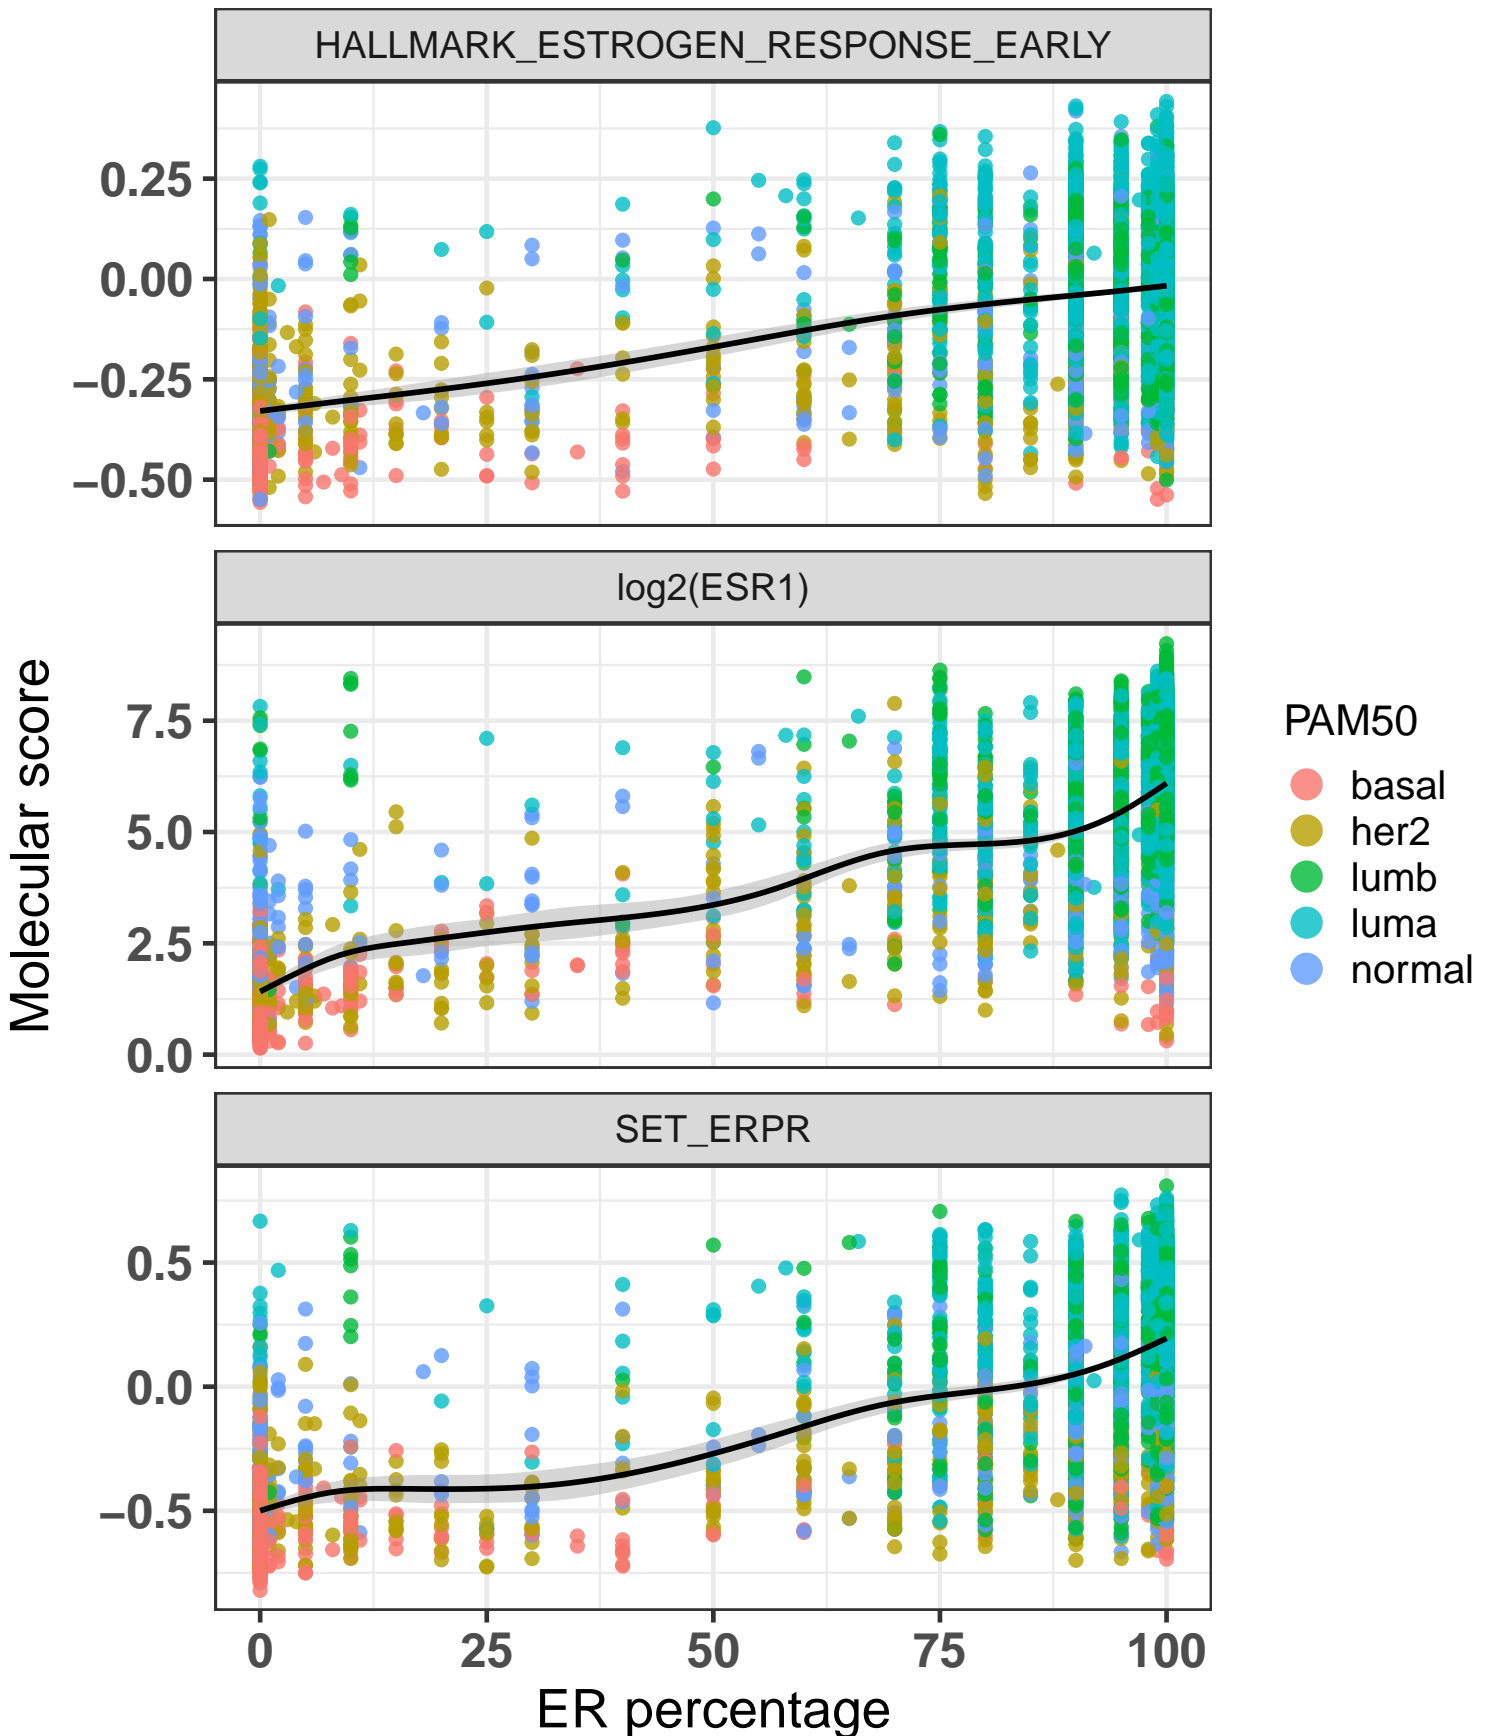 HALLMARK_ESTROGEN_RESPONSE_EARLY
0.25
0.00
−0.25
−0.50
log2(ESR1)
7.5
5.0
2.5
0.0
SET_ERPR
0.5
0.0
−0.5
0 25 50 75 100
ER percentage
Molecular score
PAM50
basal
her2
lumb
luma
normal